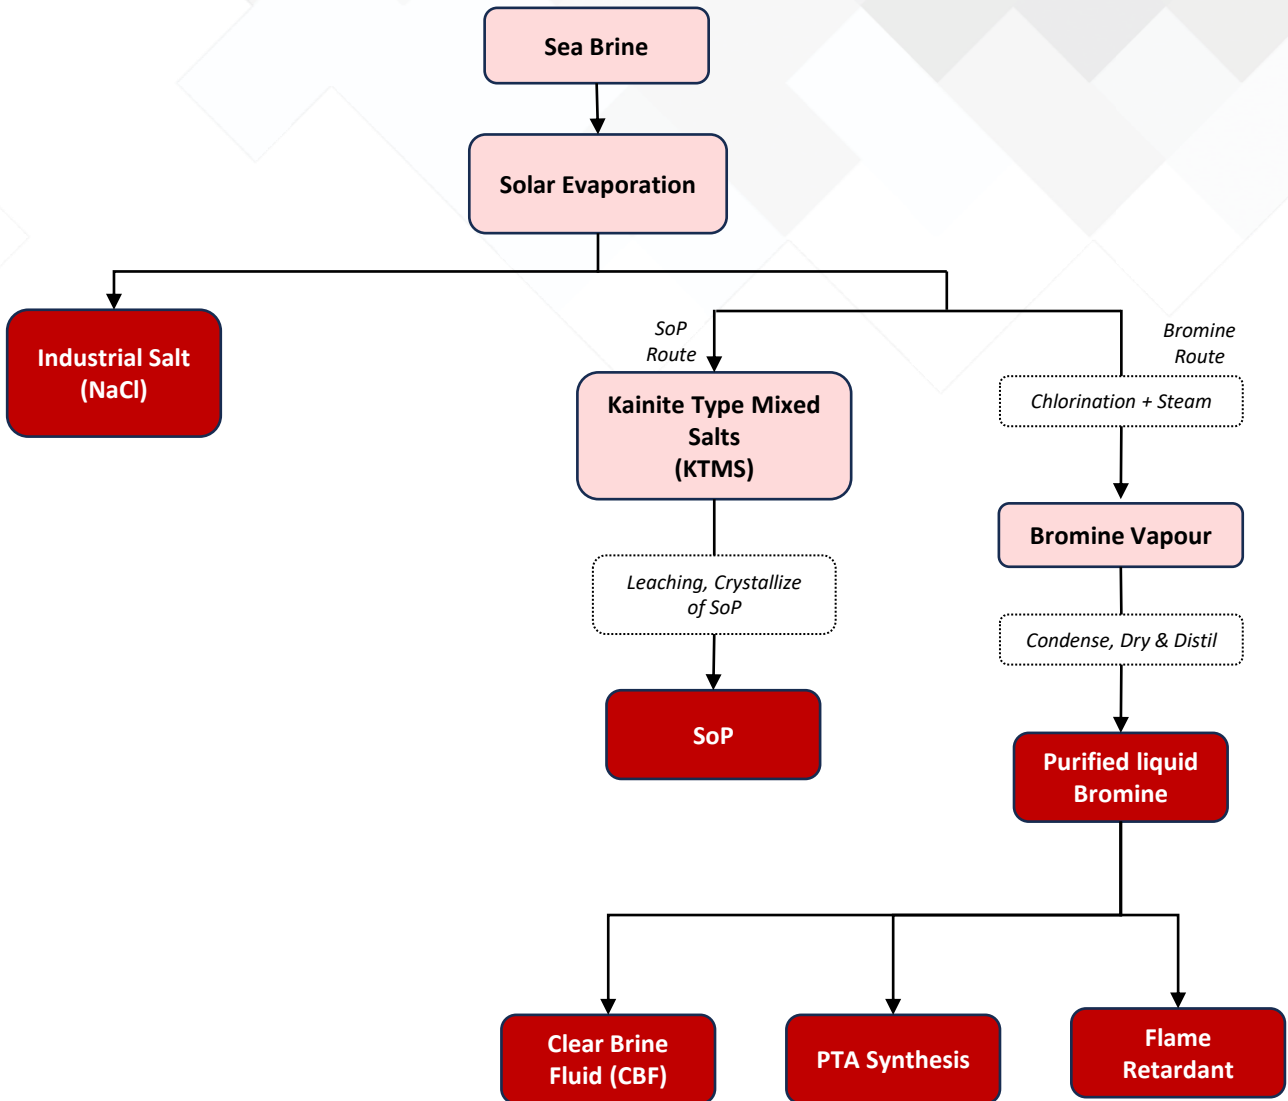 Sea Brine
Solar Evaporation
Industrial Salt
(NaCl)
SoP
Route
Kainite Type Mixed
Salts
(KTMS)
Leaching, Crystallize
of SoP
SoP
Bromine
Route
Chlorination + Steam
Bromine Vapour
Condense, Dry & Distil
Purified liquid
Bromine
Clear Brine
Fluid (CBF)
PTA Synthesis
Flame
Retardant